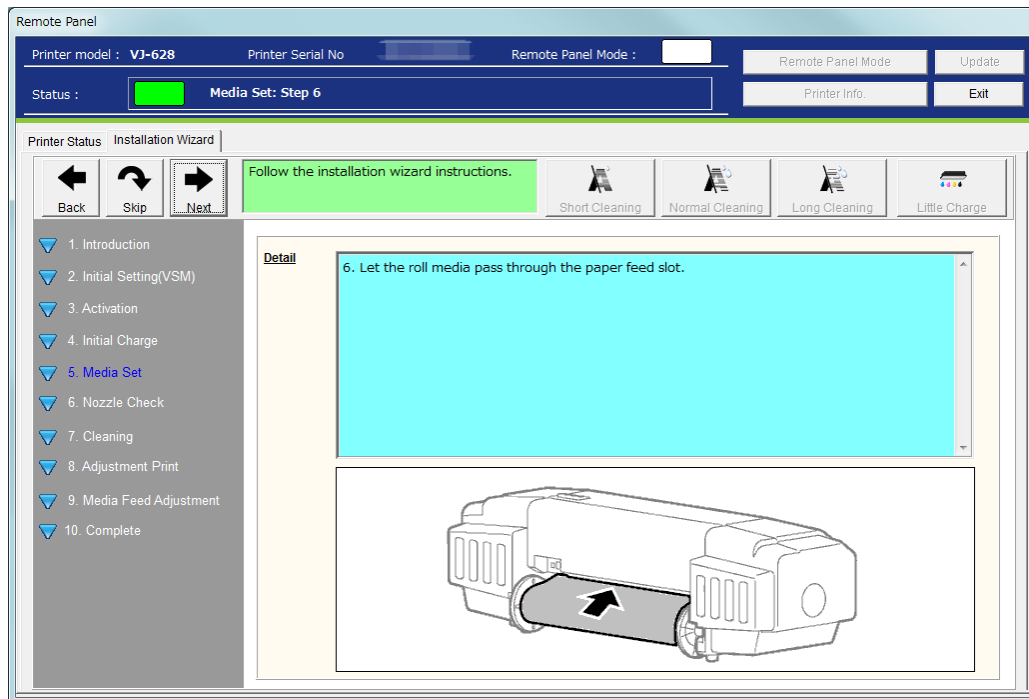 Remote Panel
Printer model : VJ-628 Printer Serial No Remote Panel Mode :
Remote Panel Mode Update
Status : Media Set: Step 6
Printer Info. Exit
Printer Status Installation Wizard
Follow the installation wizard instructions.
Back Skip Next Short Cleaning Normal Cleaning Long Cleaning Little Charge
1. Introduction
2. Initial Setting(VSM)
3. Activation
4. Initial Charge
5. Media Set
6. Nozzle Check
7. Cleaning
8. Adjustment Print
9. Media Feed Adjustment
10. Complete
Detail
6. Let the roll media pass through the paper feed slot.